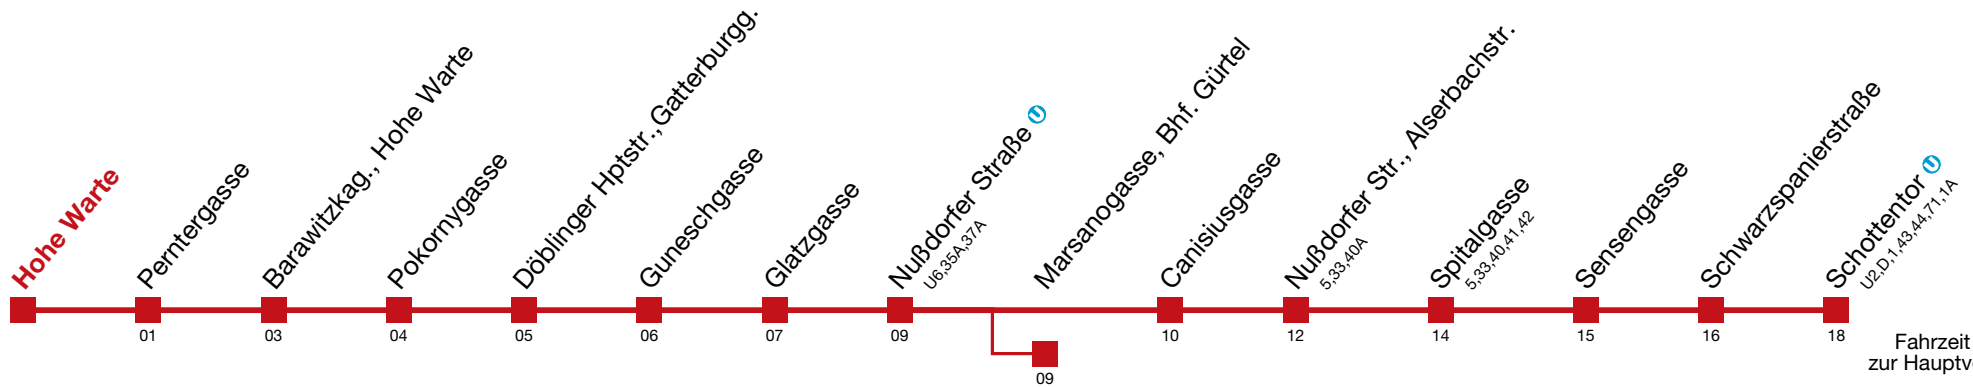 Hohe Warte
Perntergasse
01
Barawitzkag., Hohe Warte
03
Pokornygasse
04
Döblinger Hptstr.,Gatterburgg.
05
Guneschgasse
06
Glatzgasse
07
Nußdorfer Straße
U6,35A,37A
09
Marsanogasse, Bhf. Gürtel
09
Canisiusgasse
10
Nußdorfer Str., Alserbachstr.
5,33,40A
12
Spitalgasse
5,33,40,41,42
14
Sensengasse
15
Schwarzspanierstraße
16
Schottentor
U2,D,1,43,44,71,1A
18
Fahrzeit
zur